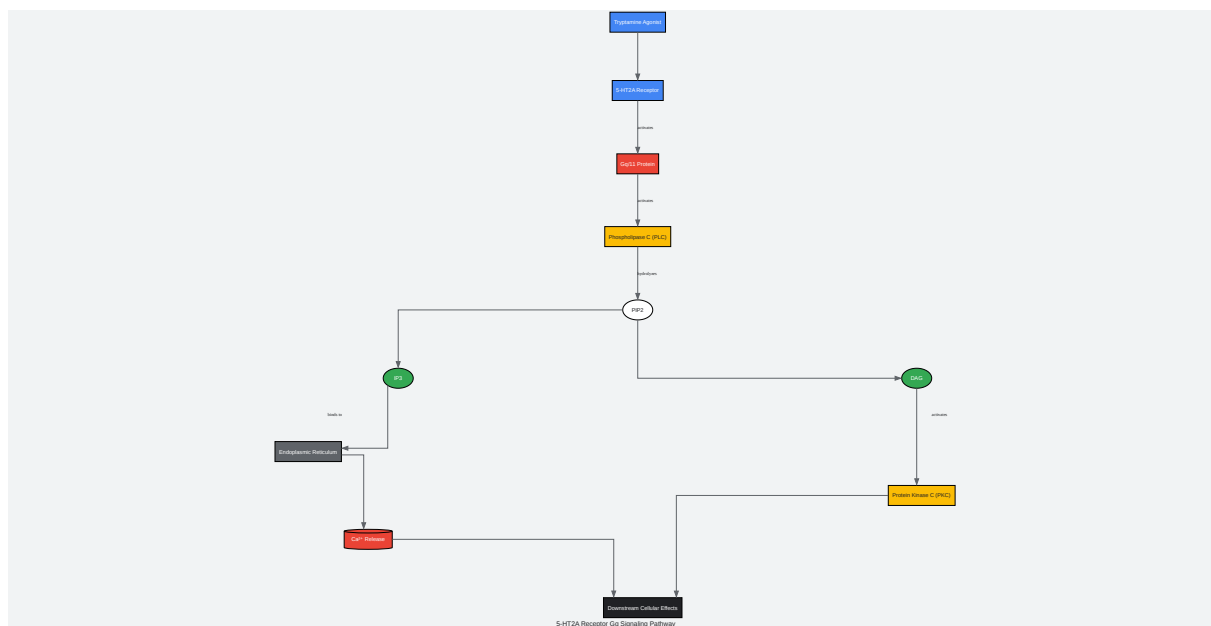 Tryptamine Agonist
5-HT2A Receptor
activates
Gq/11 Protein
activates
Phospholipase C (PLC)
hydrolyzes
PIP2
IP3
DAG
binds to
activates
Endoplasmic Reticulum
Protein Kinase C (PKC)
Ca²⁺ Release
Downstream Cellular Effects
5-HT2A Receptor Gq Signaling Pathway